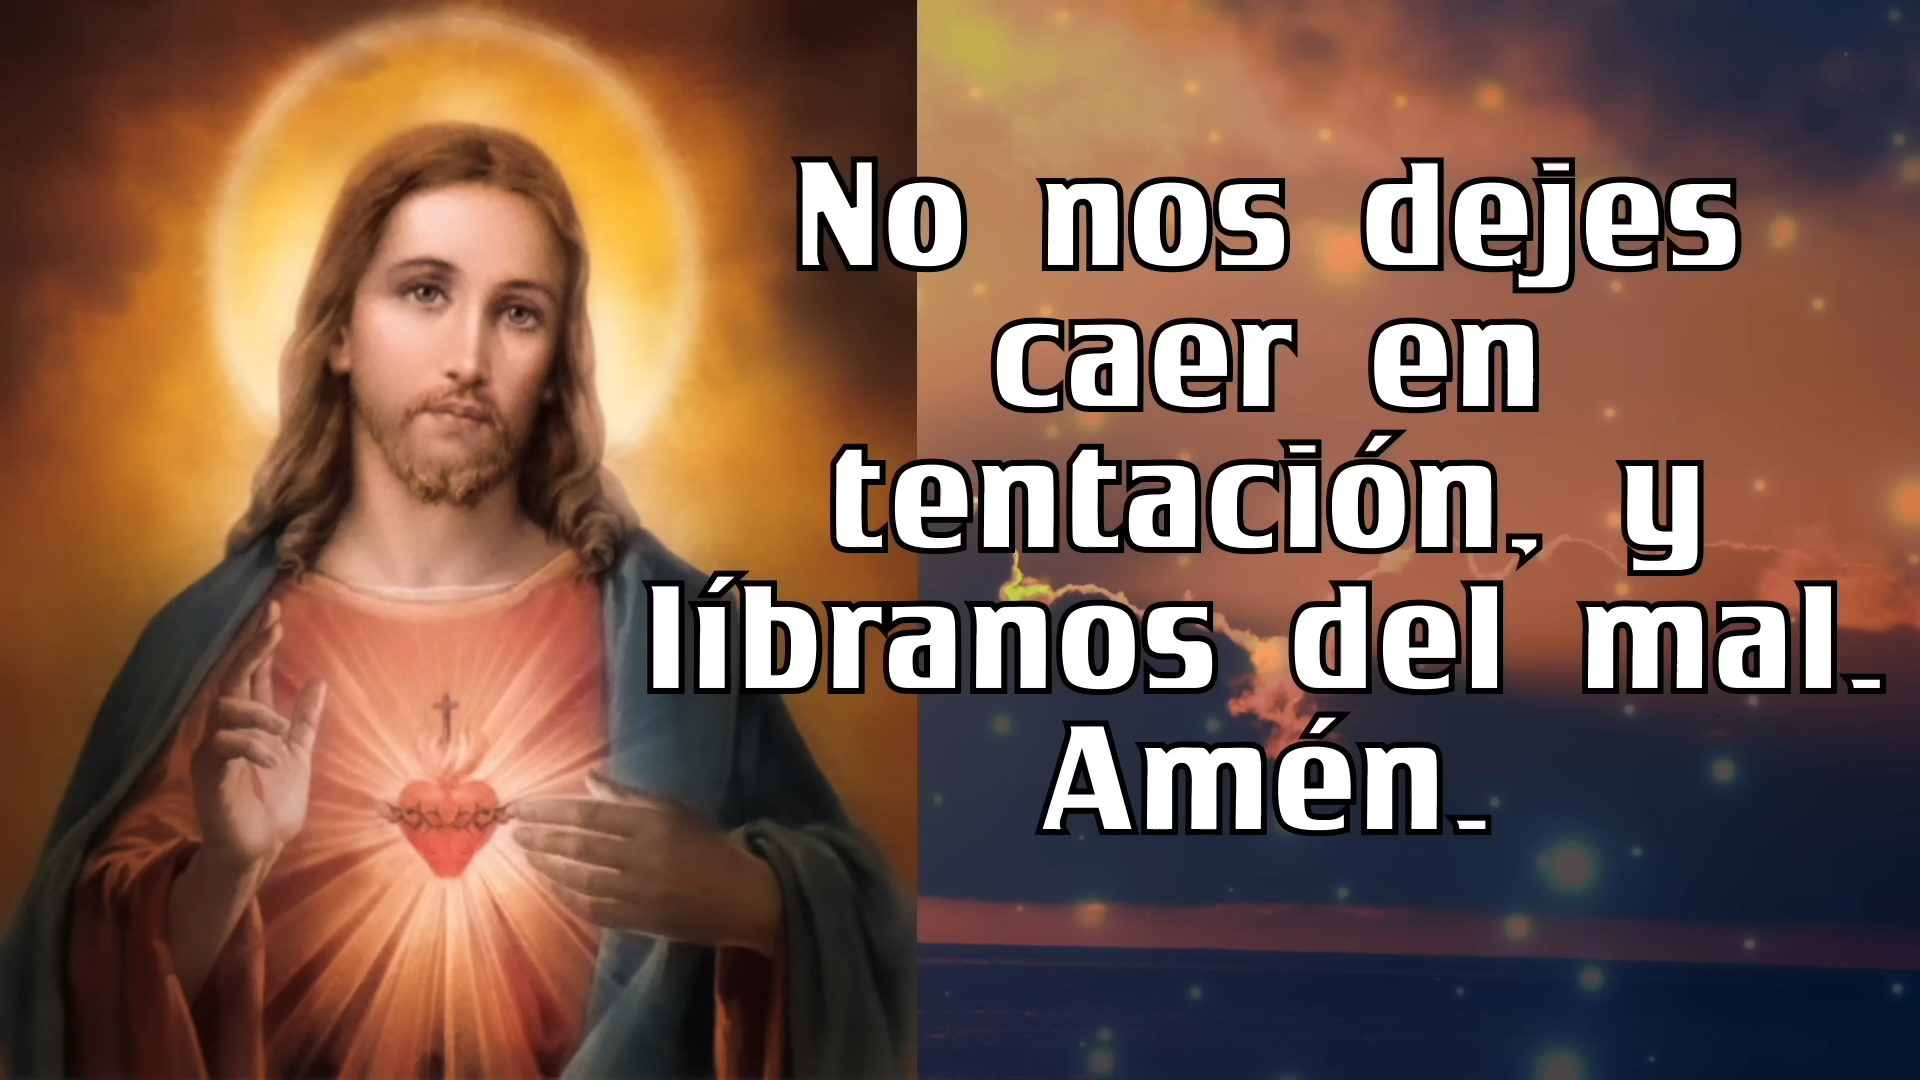 No nos dejes
caer en
tentación, y
líbranos del mal.
Amén.